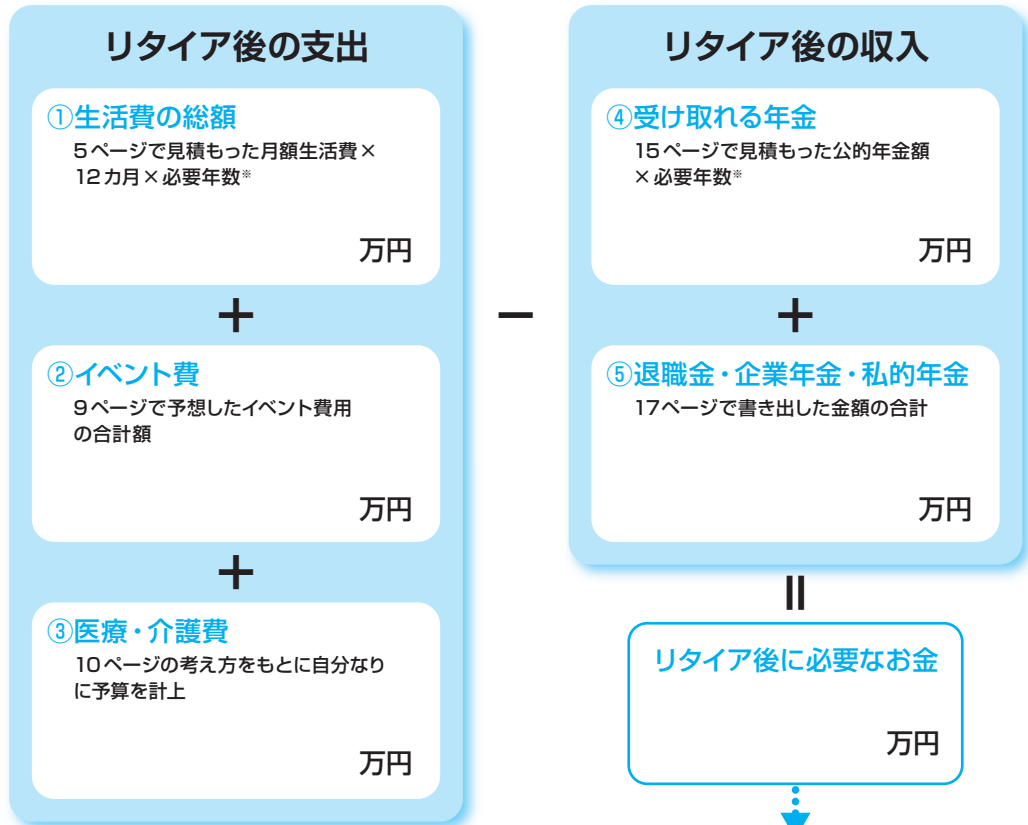 リタイア後の支出
①生活費の総額
5ページで見積もった月額生活費×
12カ月×必要年数※
万円
＋
②イベント費
9ページで予想したイベント費用
の合計額
万円
＋
③医療・介護費
10ページの考え方をもとに自分なり
に予算を計上
万円
－
リタイア後の収入
④受け取れる年金
15ページで見積もった公的年金額
×必要年数※
万円
＋
⑤退職金・企業年金・私的年金
17ページで書き出した金額の合計
万円
＝
リタイア後に必要なお金
万円